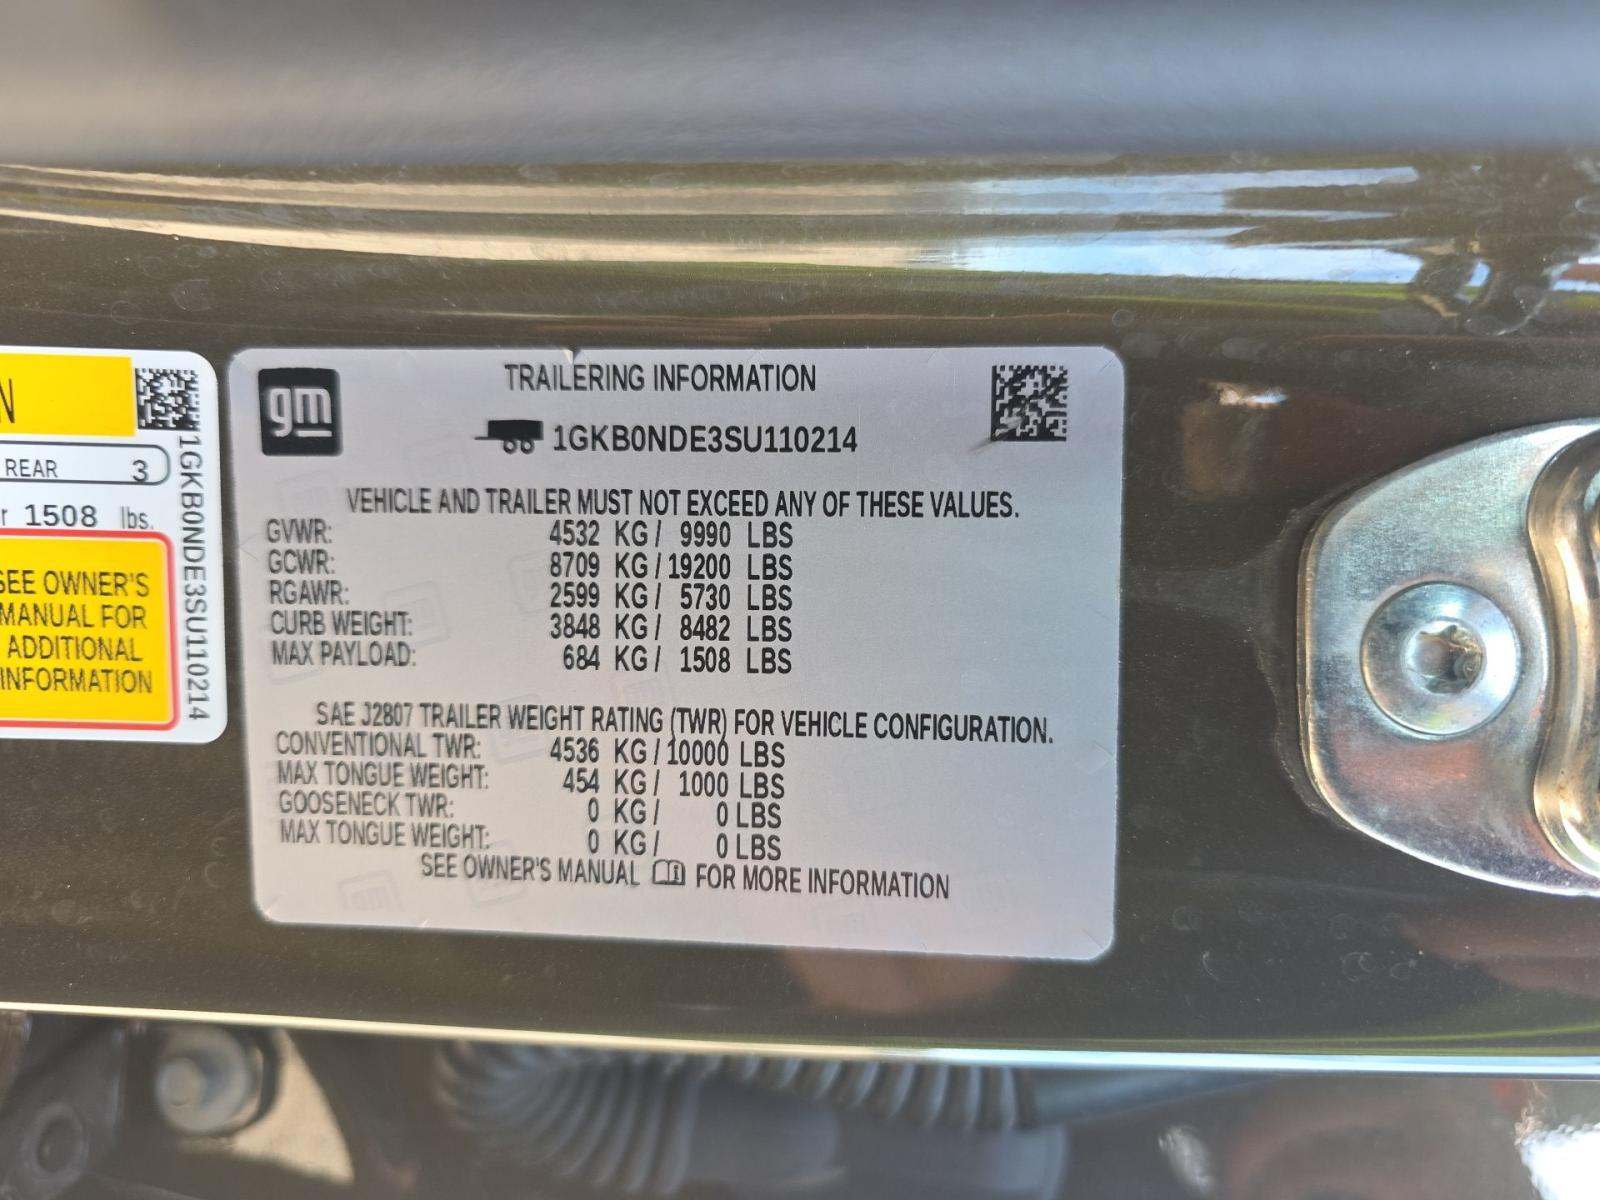 N
REAR 3
r 1508 lbs.
SEE OWNER'S
MANUAL FOR
ADDITIONAL
INFORMATION
1GKB0NDE3SU110214
gm
TRAILERING INFORMATION
1GKB0NDE3SU110214
VEHICLE AND TRAILER MUST NOT EXCEED ANY OF THESE VALUES.
GVWR: 4532 KG / 9990 LBS
GCWR: 8709 KG / 19200 LBS
RGAWR: 2599 KG / 5730 LBS
CURB WEIGHT: 3848 KG / 8482 LBS
MAX PAYLOAD: 684 KG / 1508 LBS
SAE J2807 TRAILER WEIGHT RATING (TWR) FOR VEHICLE CONFIGURATION.
CONVENTIONAL TWR: 4536 KG / 10000 LBS
MAX TONGUE WEIGHT: 454 KG / 1000 LBS
GOOSENECK TWR: 0 KG / 0 LBS
MAX TONGUE WEIGHT: 0 KG / 0 LBS
SEE OWNER'S MANUAL FOR MORE INFORMATION